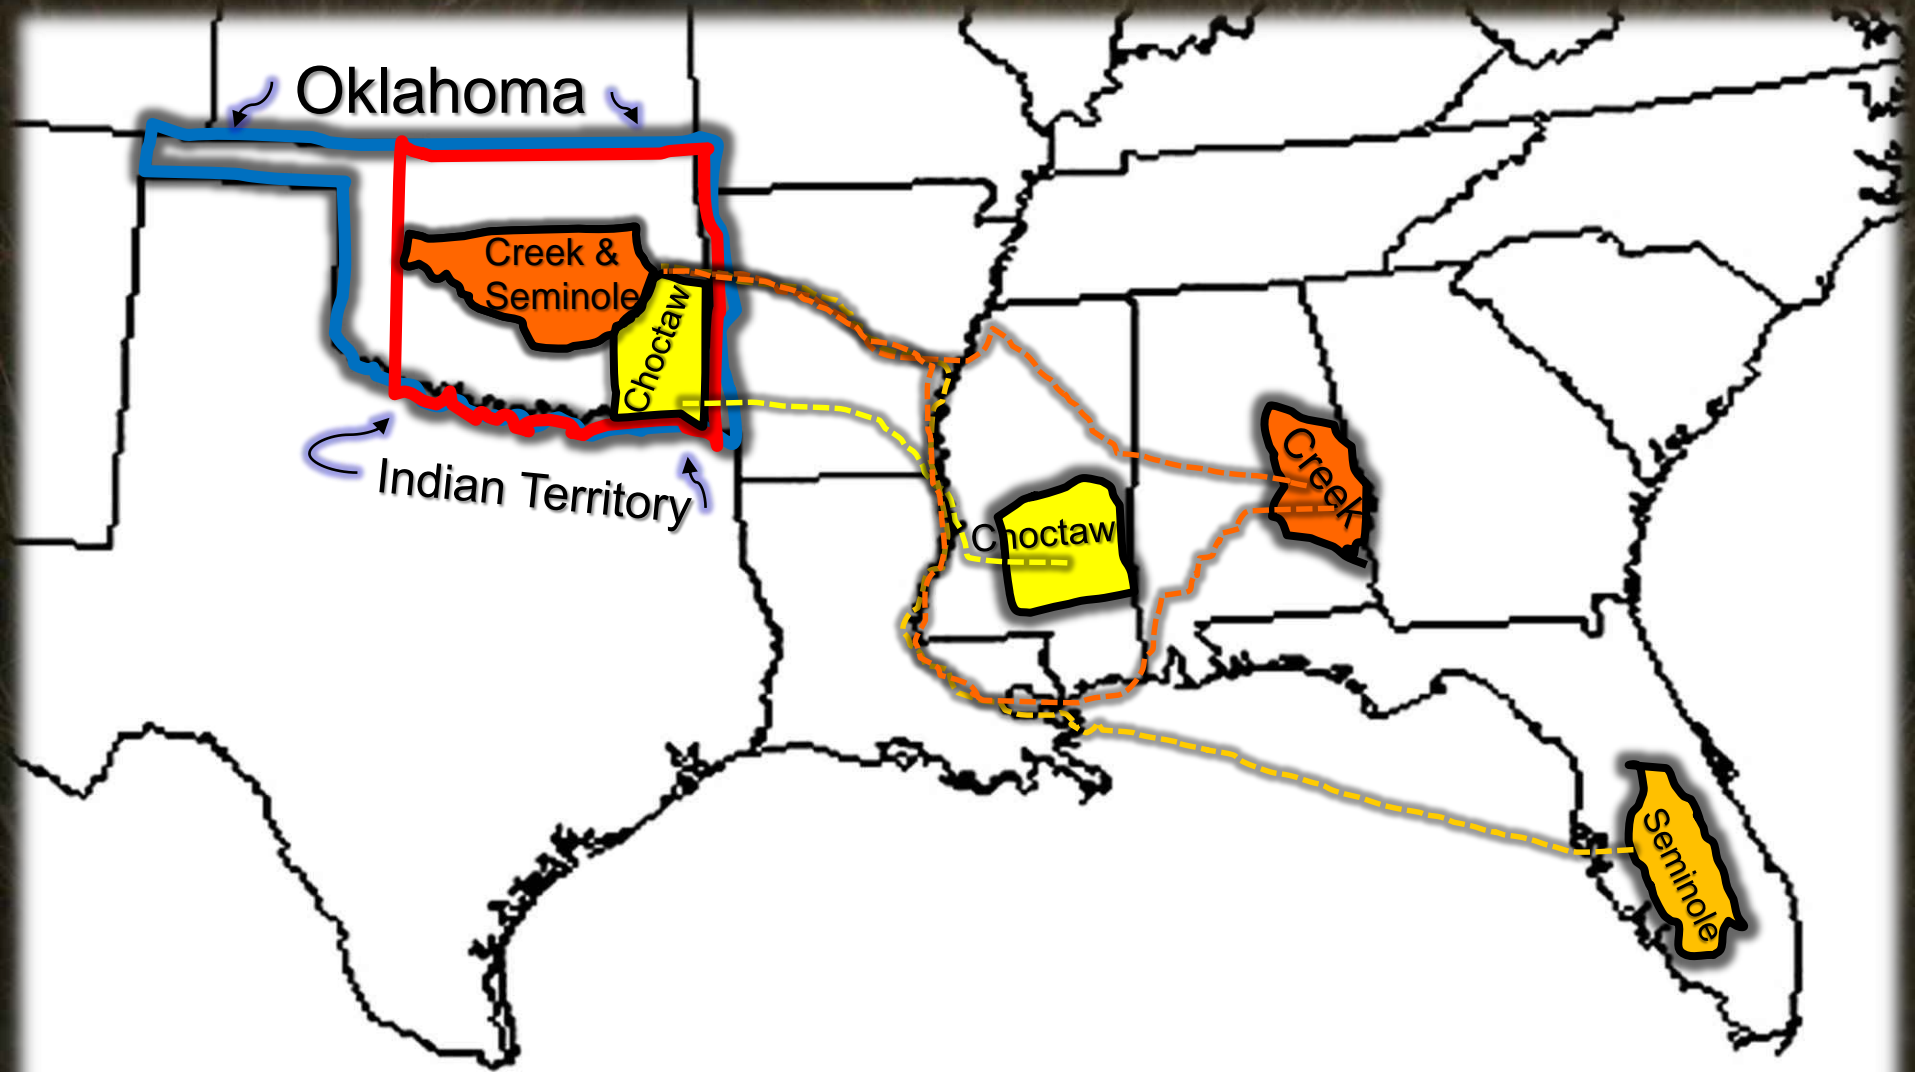 Oklahoma
Creek &
Seminole
Choctaw
Indian Territory
Choctaw
Creek
Seminole